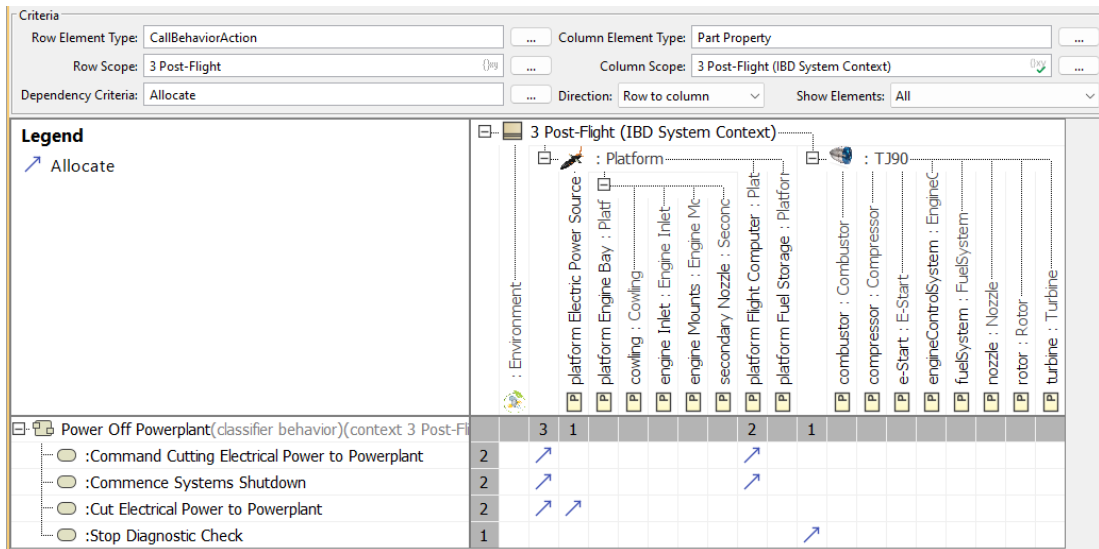 Criteria
Row Element Type: CallBehaviorAction ... Column Element Type: Part Property ...
Row Scope: 3 Post-Flight ... Column Scope: 3 Post-Flight (IBD System Context) ...
Dependency Criteria: Allocate ... Direction: Row to column Show Elements: All
Legend
Allocate
3 Post-Flight (IBD System Context)
: Platform
: TJ90
: Environment
platform Electric Power Source
platform Engine Bay : Platf
cowling : Cowling
engine Inlet : Engine Inlet
engine Mounts : Engine Mc
secondary Nozzle : Seconc
platform Flight Computer : Plat
platform Fuel Storage : Platforr
combustor : Combustor
compressor : Compressor
e-Start : E-Start
engineControlSystem : EngineC
fuelSystem : FuelSystem
nozzle : Nozzle
rotor : Rotor
turbine : Turbine
P P P P P P P P P P P P P P P P
Power Off Powerplant(classifier behavior)(context 3 Post-Fli 3 1 2 1
:Command Cutting Electrical Power to Powerplant 2
:Commence Systems Shutdown 2
:Cut Electrical Power to Powerplant 2
:Stop Diagnostic Check 1